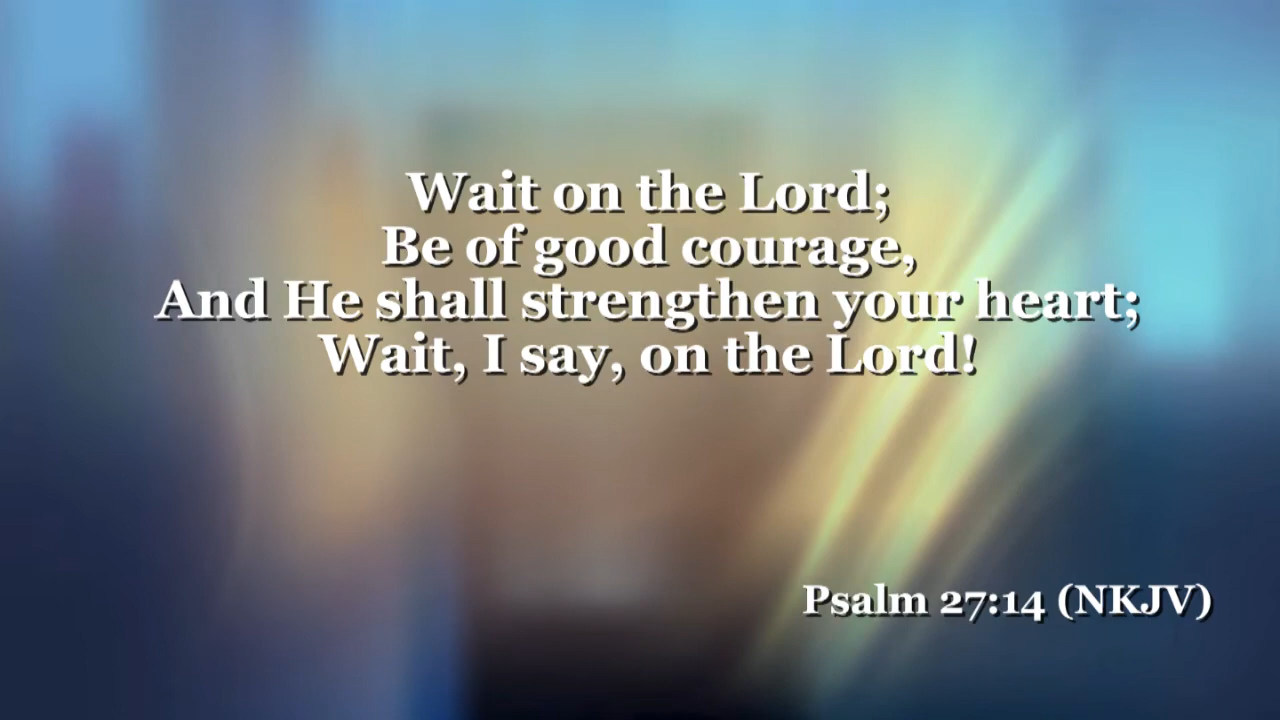 Wait on the Lord;
Be of good courage,
And He shall strengthen your heart;
Wait, I say, on the Lord!
Psalm 27:14 (NKJV)